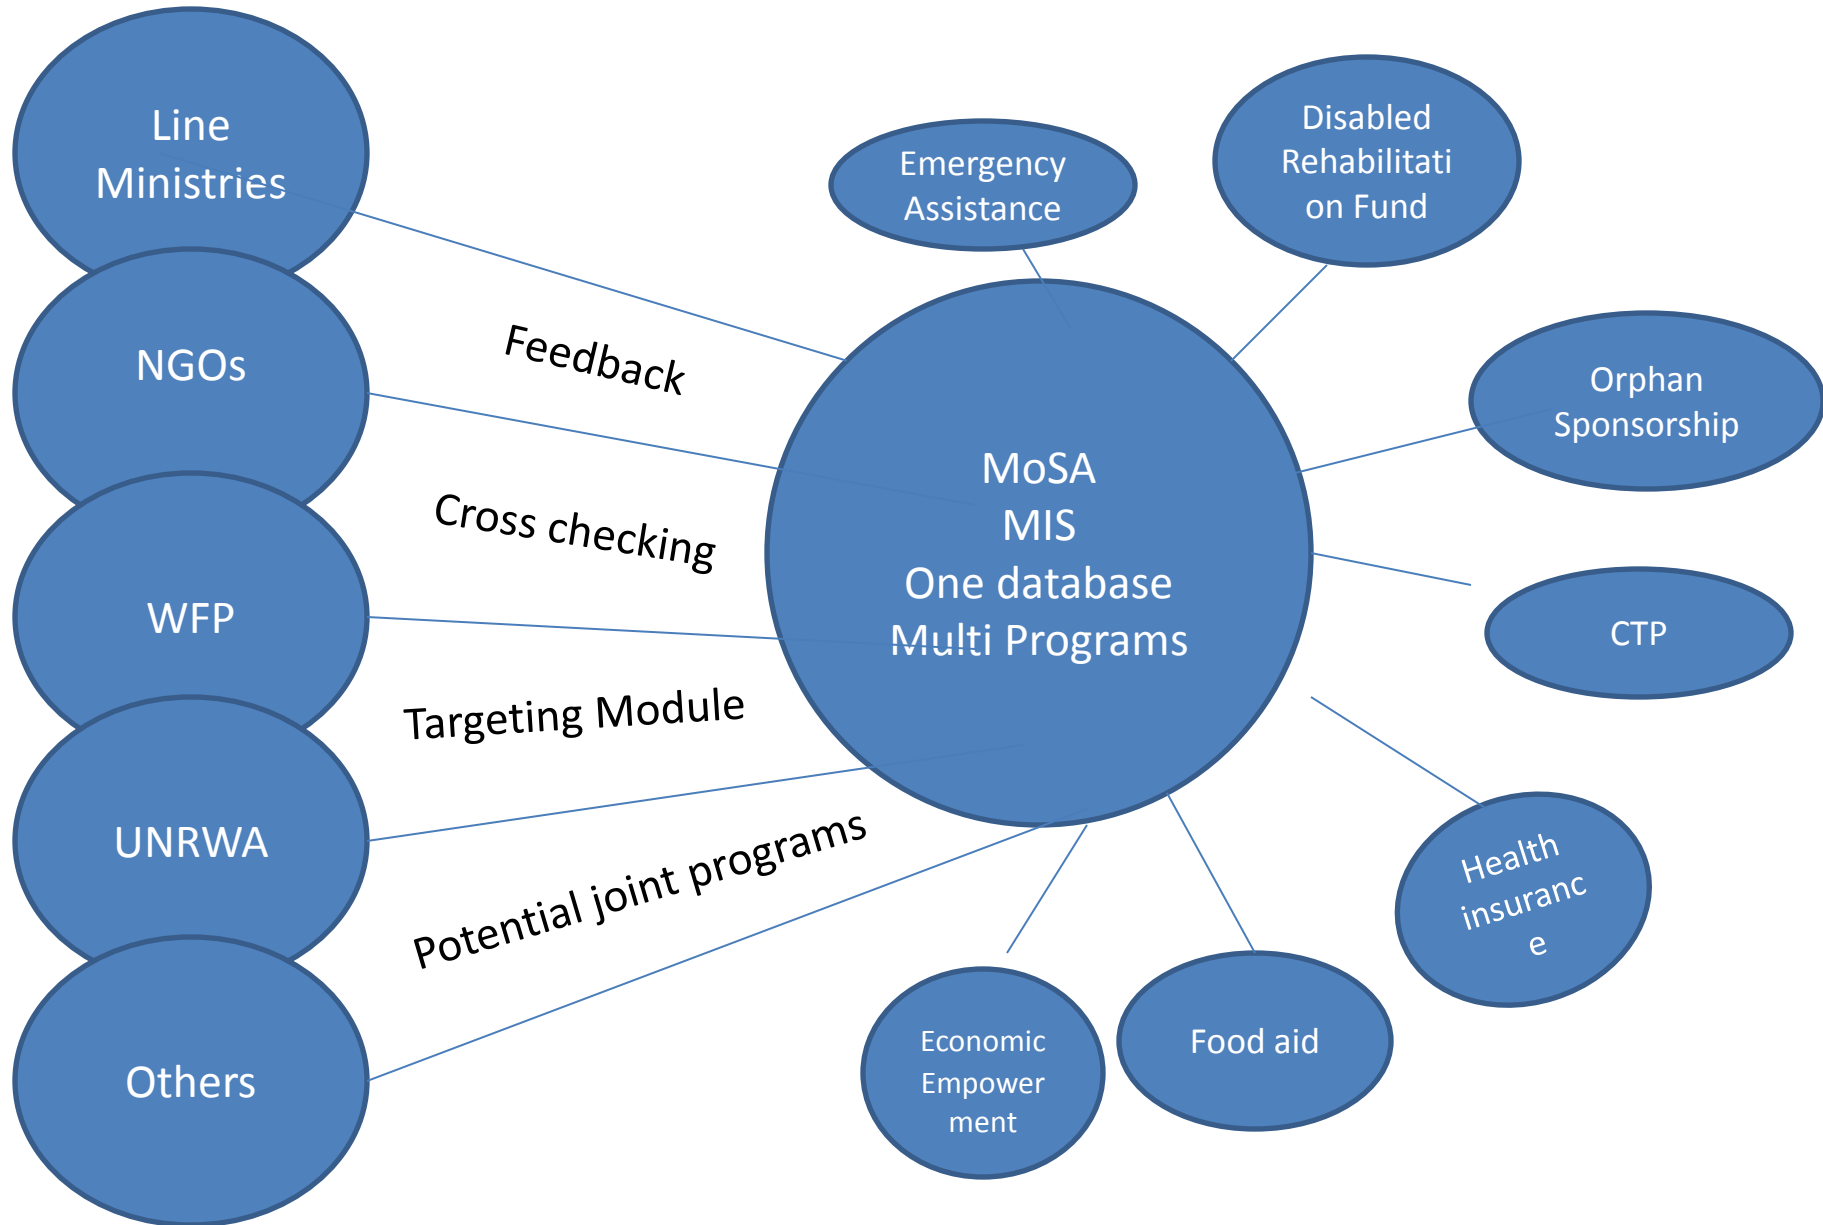 Line
Ministries
NGOs
WFP
UNRWA
Others
Feedback
Cross checking
Targeting Module
Potential joint programs
MoSA
MIS
One database
Multi Programs
Emergency
Assistance
Disabled
Rehabilitati
on Fund
Orphan
Sponsorship
CTP
Health
insuranc
e
Food aid
Economic
Empower
ment